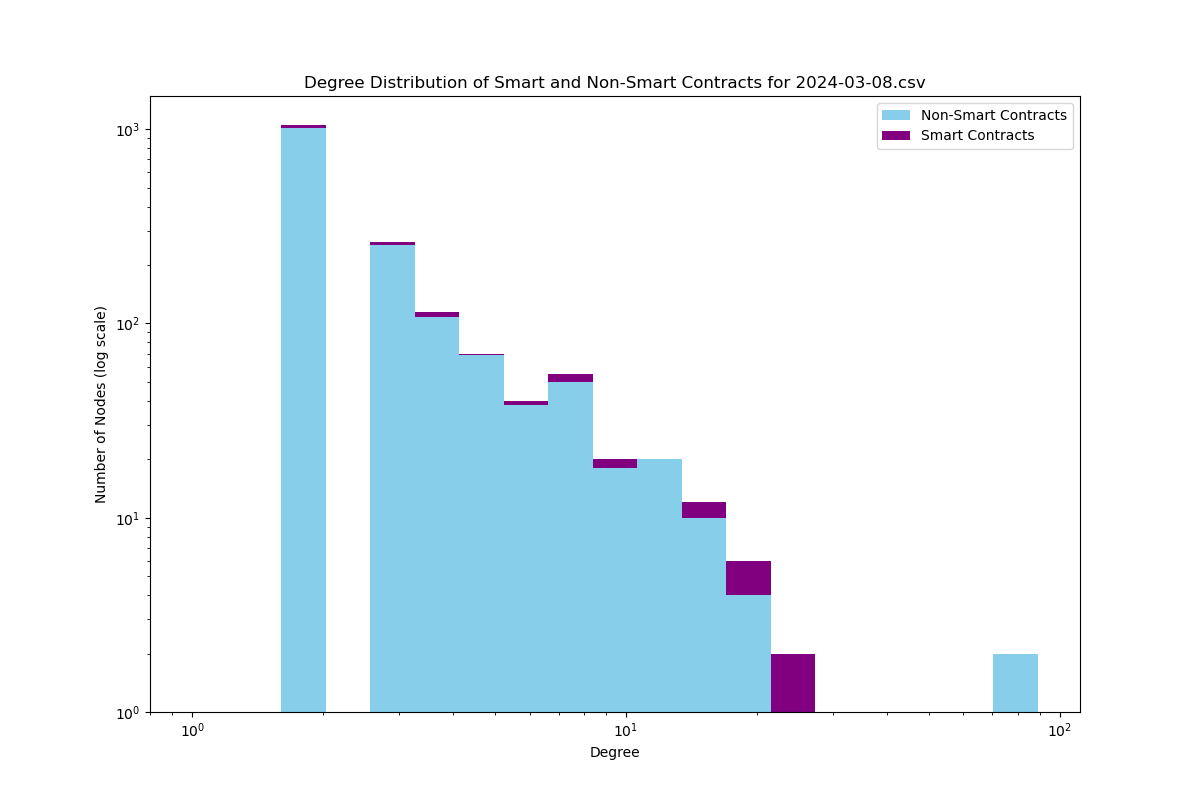 Degree Distribution of Smart and Non-Smart Contracts for 2024-03-08.csv
Non-Smart Contracts
Smart Contracts
Number of Nodes (log scale)
10³
10²
10¹
10⁰
10⁰ 10¹ 10²
Degree